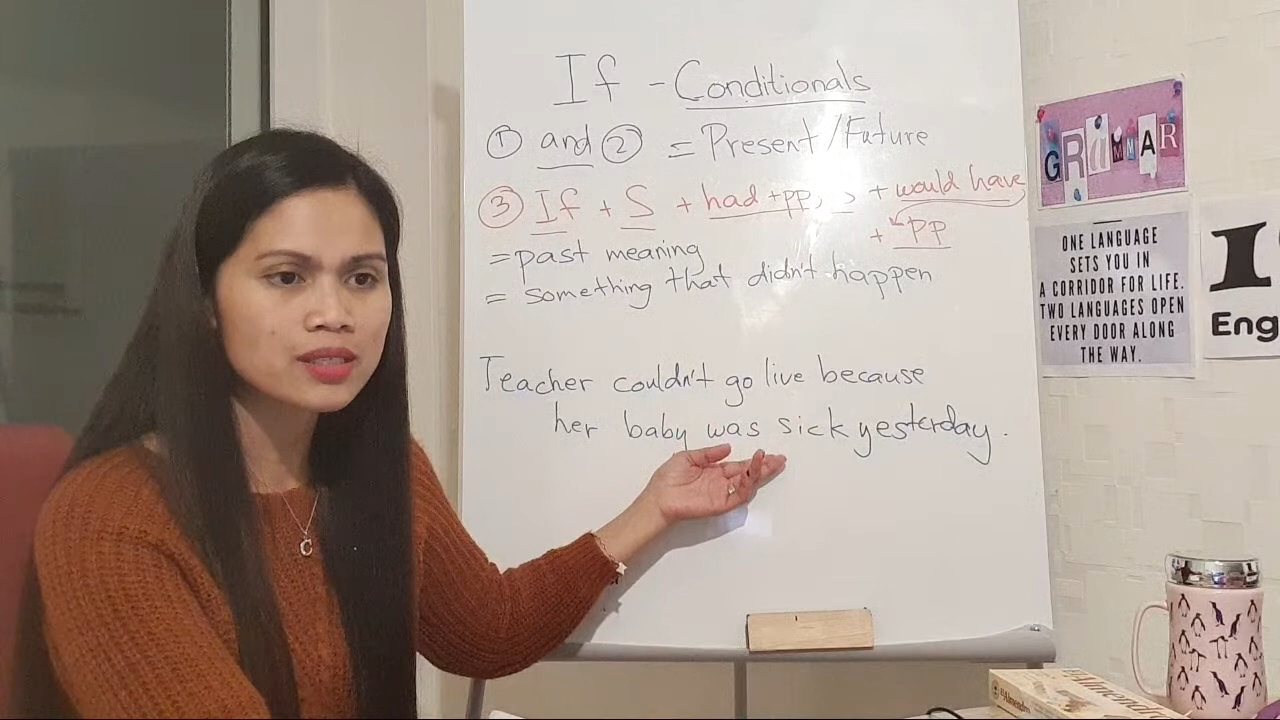 If - Conditionals
① and ② = Present/Future
③ If + S + had +pp, s + would have
+ pp
= past meaning
= something that didn't happen
Teacher couldn't go live because
her baby was sick yesterday.
GRAMMAR
ONE LANGUAGE
SETS YOU IN
A CORRIDOR FOR LIFE.
TWO LANGUAGES OPEN
EVERY DOOR ALONG
THE WAY.
I
Eng
C
El Almendro